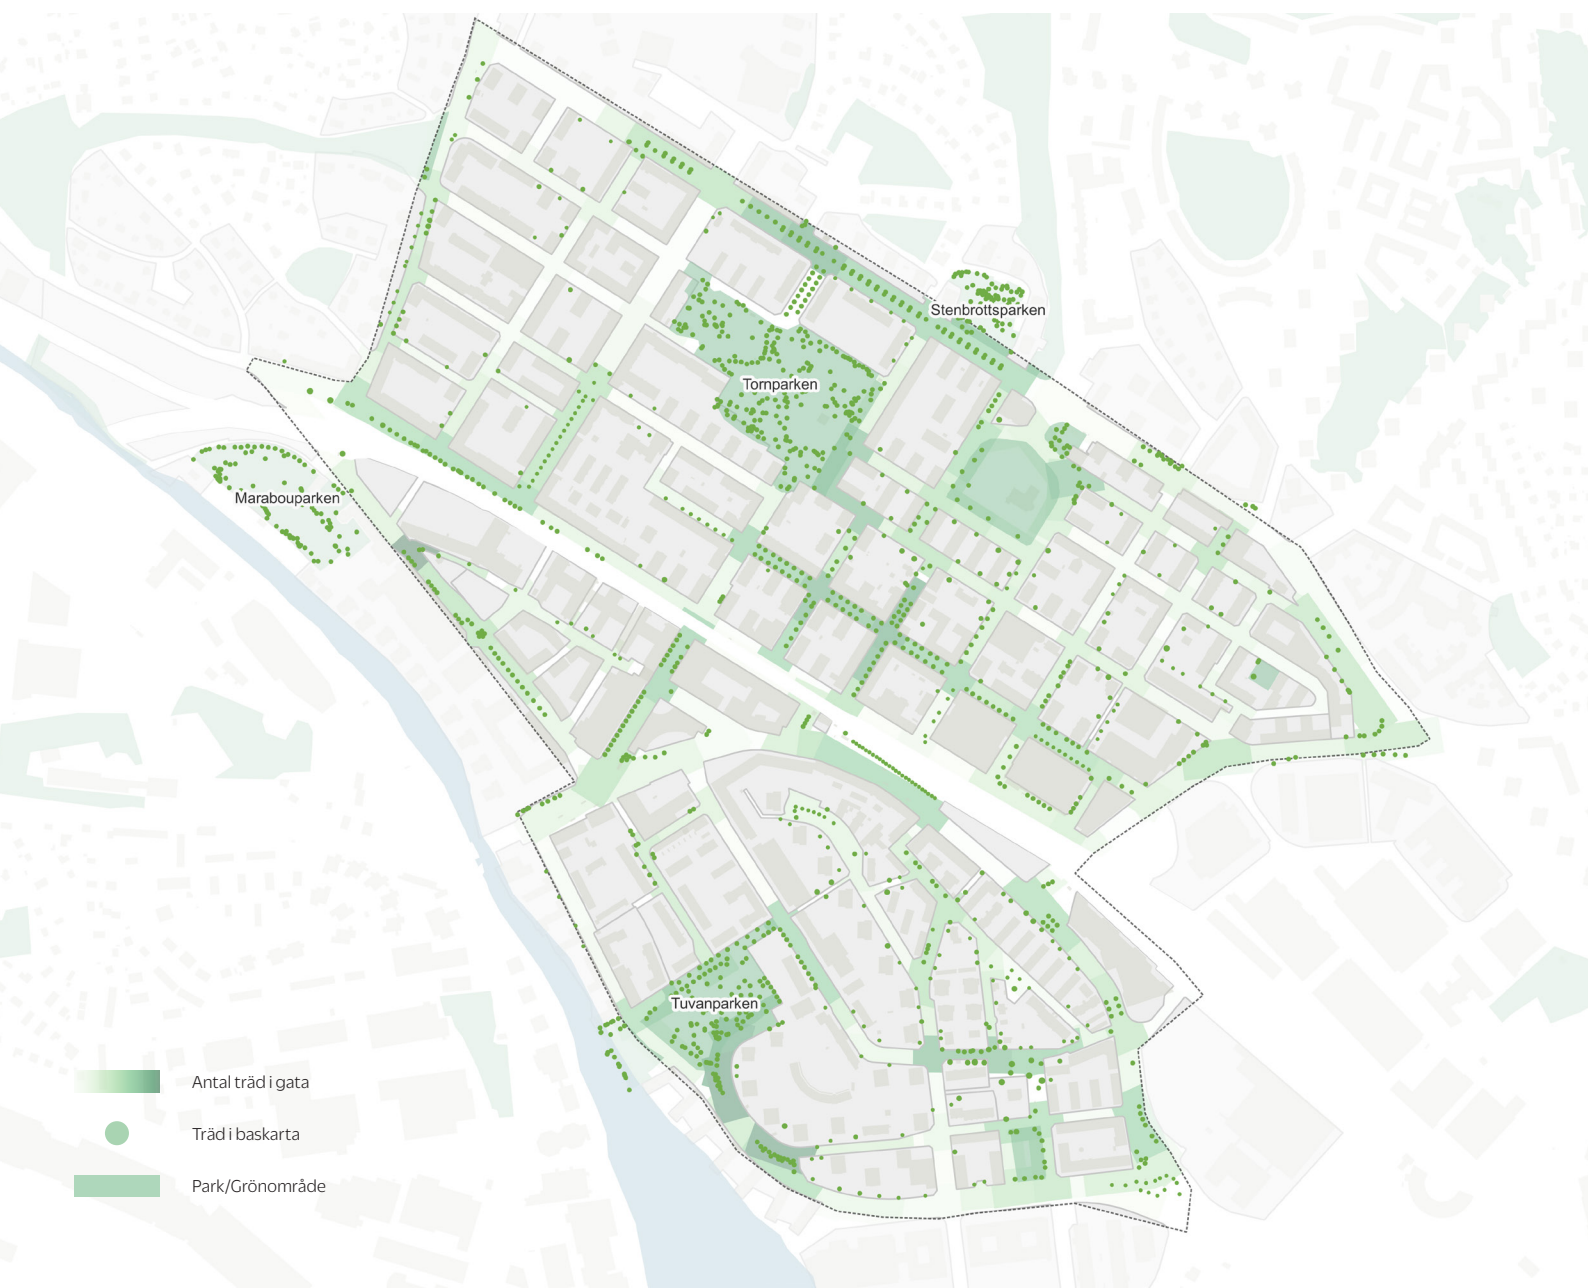 Stenbrottsparken
Tornparken
Marabouparken
Tuvanparken
Antal träd i gata
Träd i baskarta
Park/Grönområde